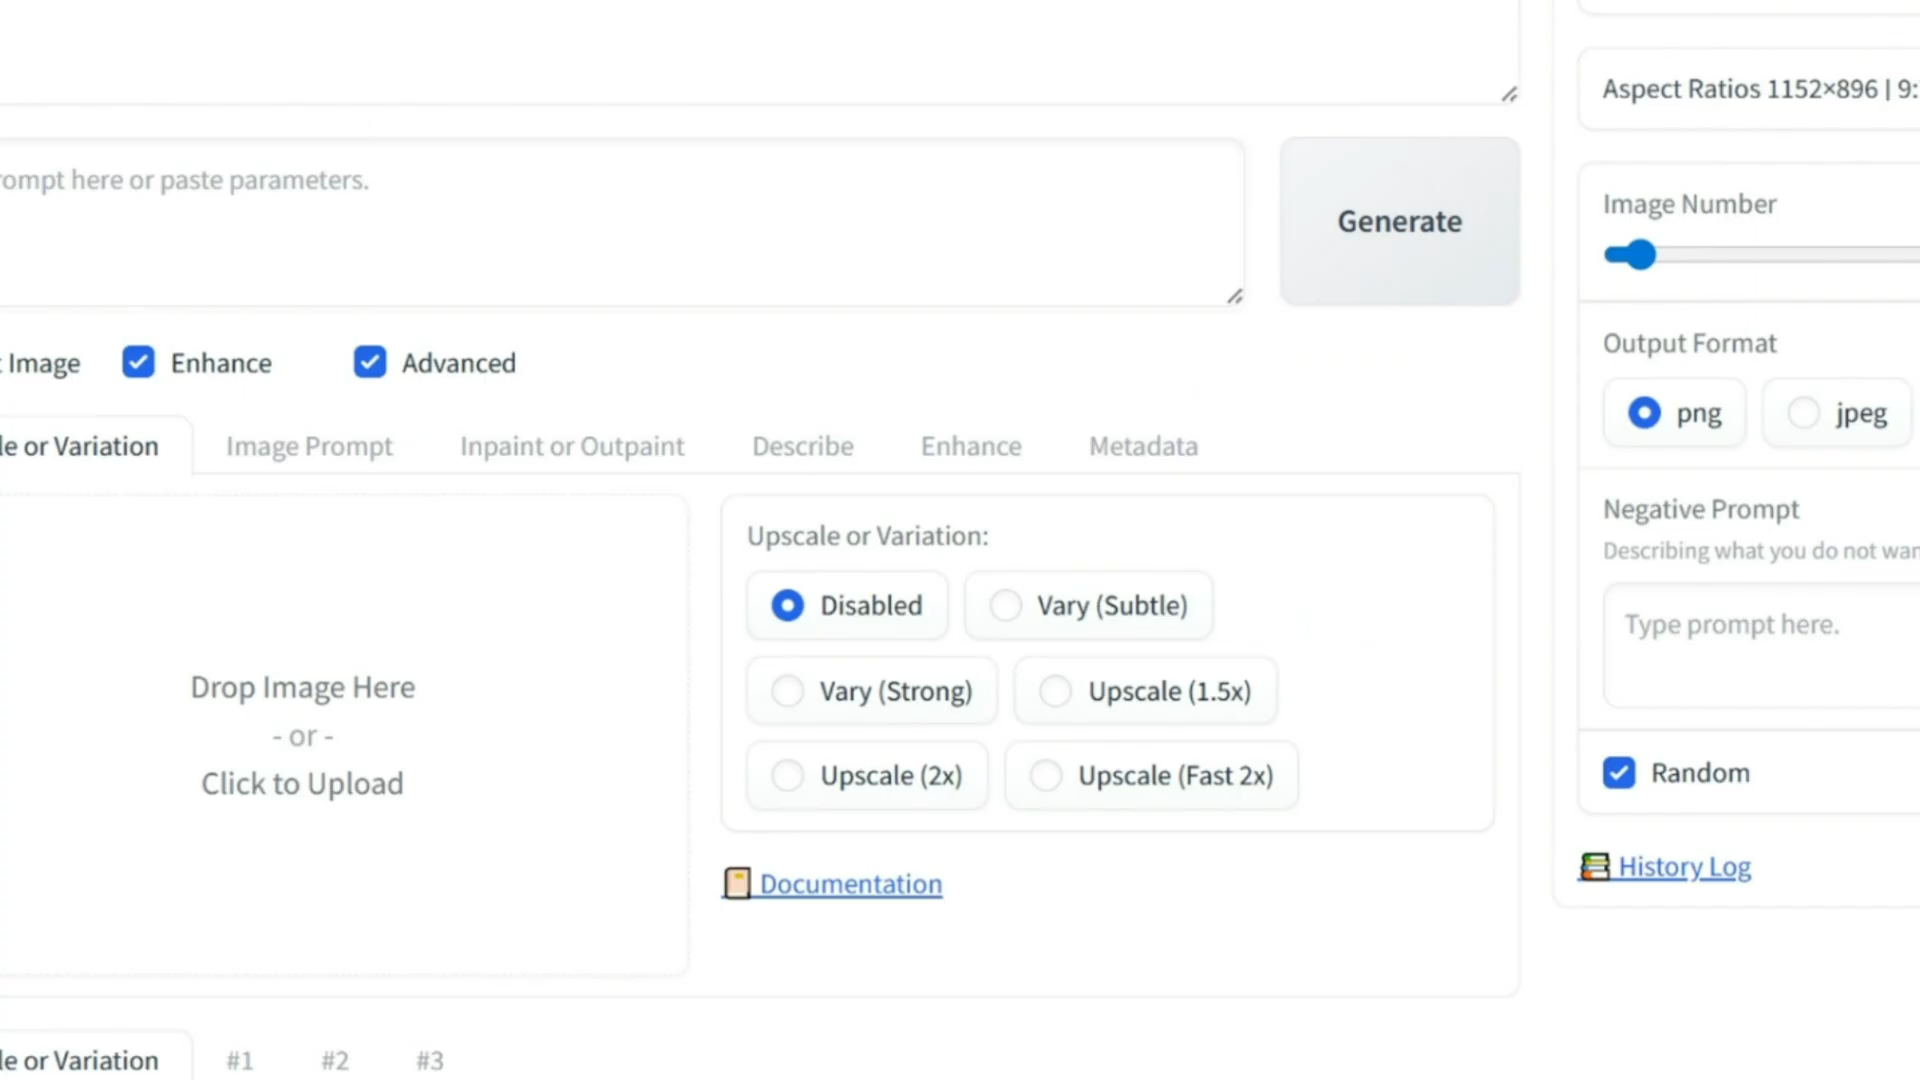 Aspect Ratios 1152×896 | 9:
ompt here or paste parameters.
Generate
Image Number
Image
Enhance
Advanced
Output Format
png
jpeg
le or Variation
Image Prompt
Inpaint or Outpaint
Describe
Enhance
Metadata
Negative Prompt
Describing what you do not wan
Type prompt here.
Upscale or Variation:
Disabled
Vary (Subtle)
Vary (Strong)
Upscale (1.5x)
Upscale (2x)
Upscale (Fast 2x)
Drop Image Here
- or -
Click to Upload
Random
History Log
Documentation
le or Variation
#1
#2
#3